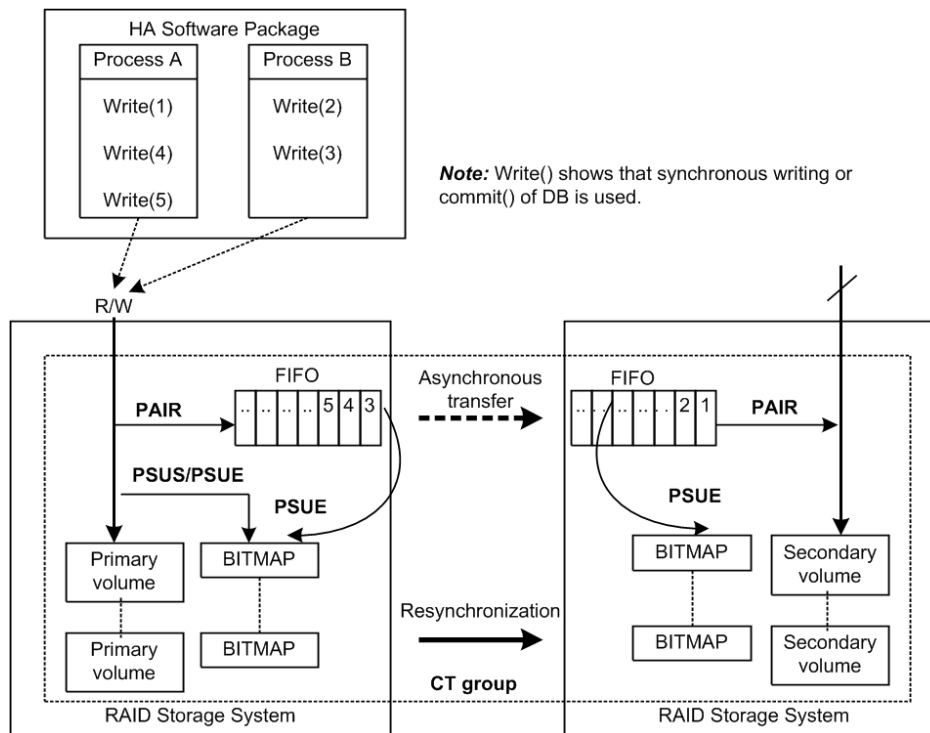 HA Software Package
Process A
Process B
Write(1)
Write(2)
Write(4)
Write(3)
Write(5)
Note: Write() shows that synchronous writing or
commit() of DB is used.
R/W
FIFO
.. .. .. .. 5 4 3
PAIR
Asynchronous
transfer
FIFO
.. .. .. .. .. 2 1
PAIR
PSUS/PSUE
PSUE
PSUE
Primary
volume
BITMAP
BITMAP
Secondary
volume
Resynchronization
Primary
volume
BITMAP
BITMAP
Secondary
volume
CT group
RAID Storage System
RAID Storage System